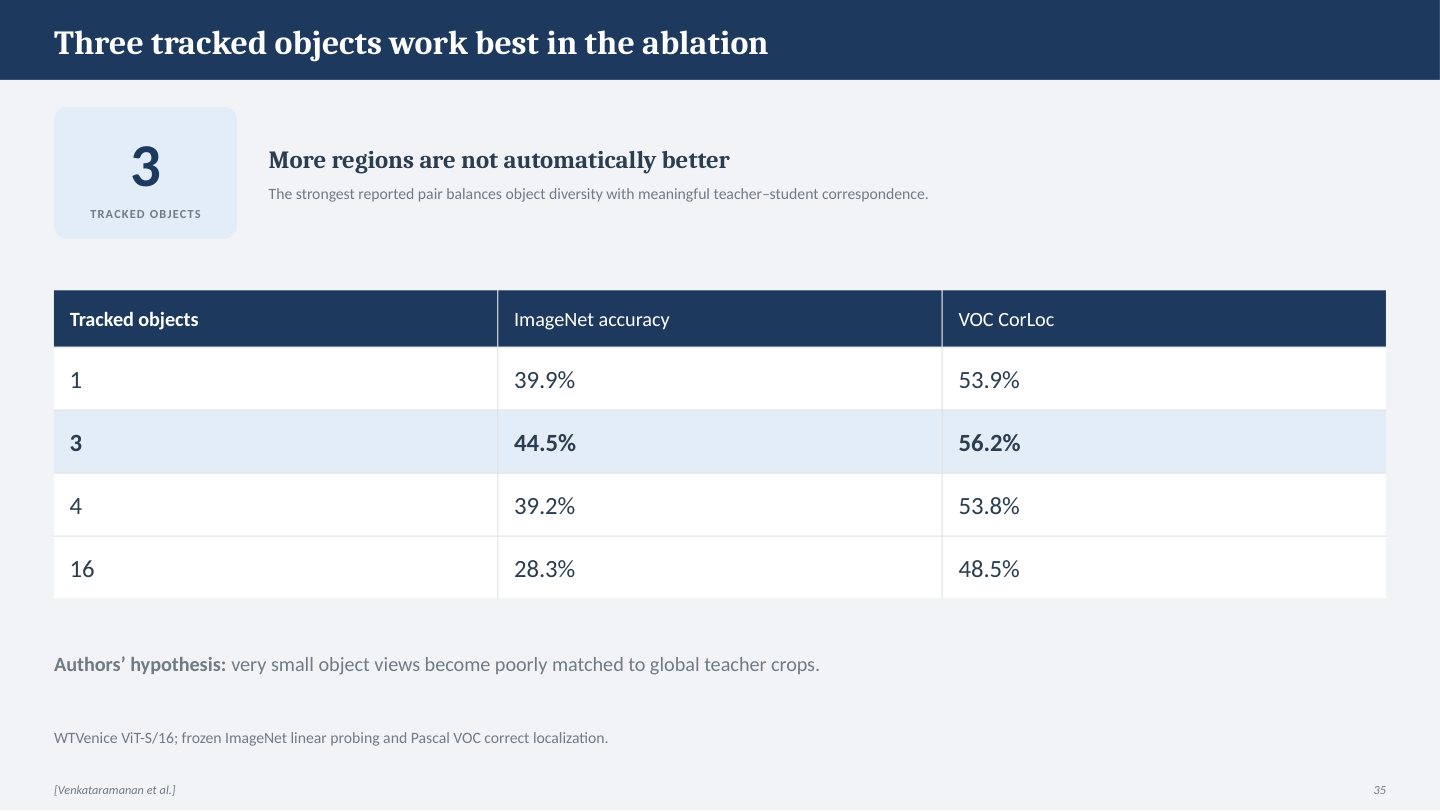 Three tracked objects work best in the ablation
3
TRACKED OBJECTS
More regions are not automatically better
The strongest reported pair balances object diversity with meaningful teacher–student correspondence.
Tracked objects ImageNet accuracy VOC CorLoc
1 39.9% 53.9%
3 44.5% 56.2%
4 39.2% 53.8%
16 28.3% 48.5%
Authors’ hypothesis: very small object views become poorly matched to global teacher crops.
WTVenice ViT-S/16; frozen ImageNet linear probing and Pascal VOC correct localization.
[Venkataramanan et al.] 35